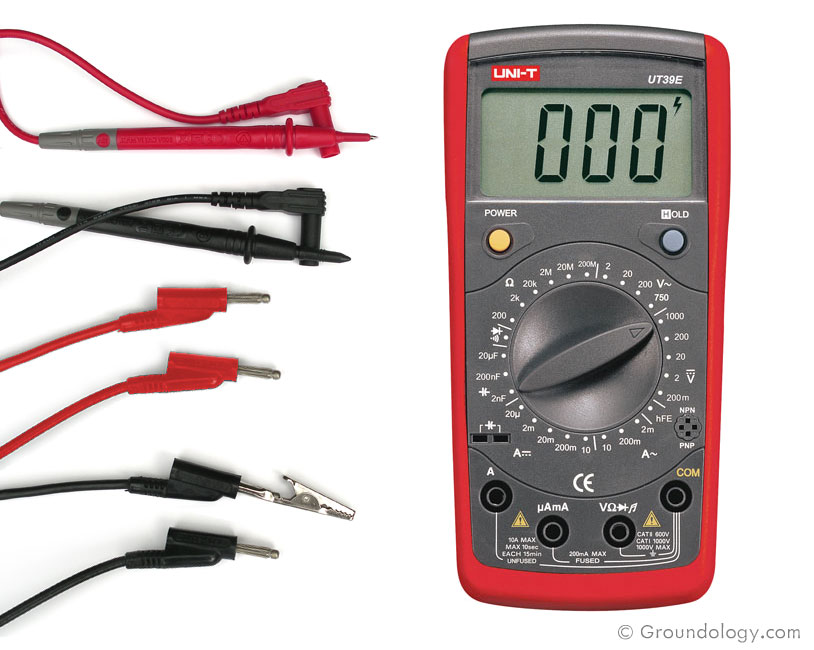 UNI-T
UT39E
000
POWER
HOLD
Ω 20k 2M 20M 200M 2 20 200 V~
2k
750
200
1000
200
20µF
20
200nF
2 V
2nF
200m
20µ
hFE
NPN
2m
2m
PNP
20m 200m 10 10 200m
A
A~
CE
A
COM
µAmA
VΩ
10A MAX
MAX 10sec
EACH 15min
UNFUSED
200mA MAX
FUSED
CAT II 600V
CAT I 1000V
1000V MAX
© Groundology.com